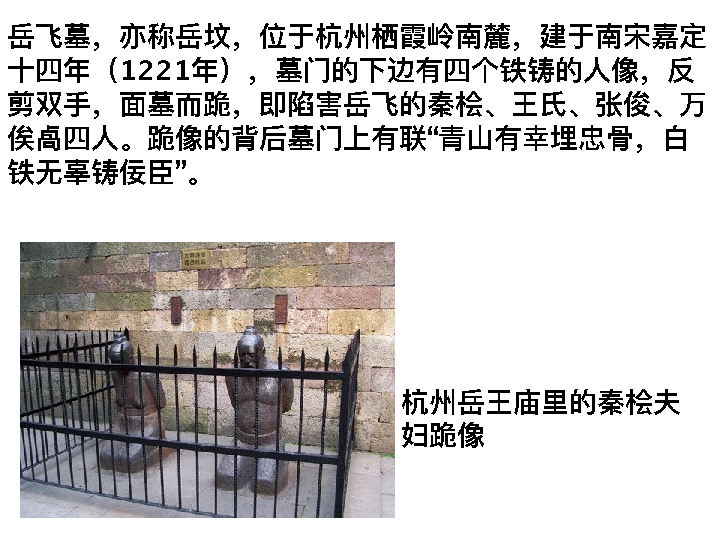 岳飞墓，亦称岳坟，位于杭州栖霞岭南麓，建于南宋嘉定
十四年（1221年），墓门的下边有四个铁铸的人像，反
剪双手，面墓而跪，即陷害岳飞的秦桧、王氏、张俊、万
俟卨四人。跪像的背后墓门上有联“青山有幸埋忠骨，白
铁无辜铸佞臣”。
杭州岳王庙里的秦桧夫
妇跪像